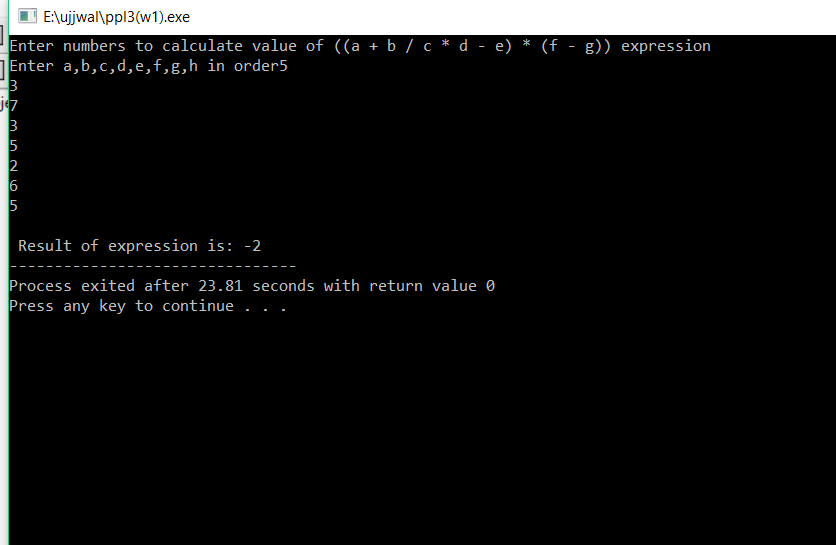 E:\ujjwal\ppl3(w1).exe
Enter numbers to calculate value of ((a + b / c * d - e) * (f - g)) expression
Enter a,b,c,d,e,f,g,h in order5
3
7
3
5
2
6
5
Result of expression is: -2
--------------------------------
Process exited after 23.81 seconds with return value 0
Press any key to continue . . .